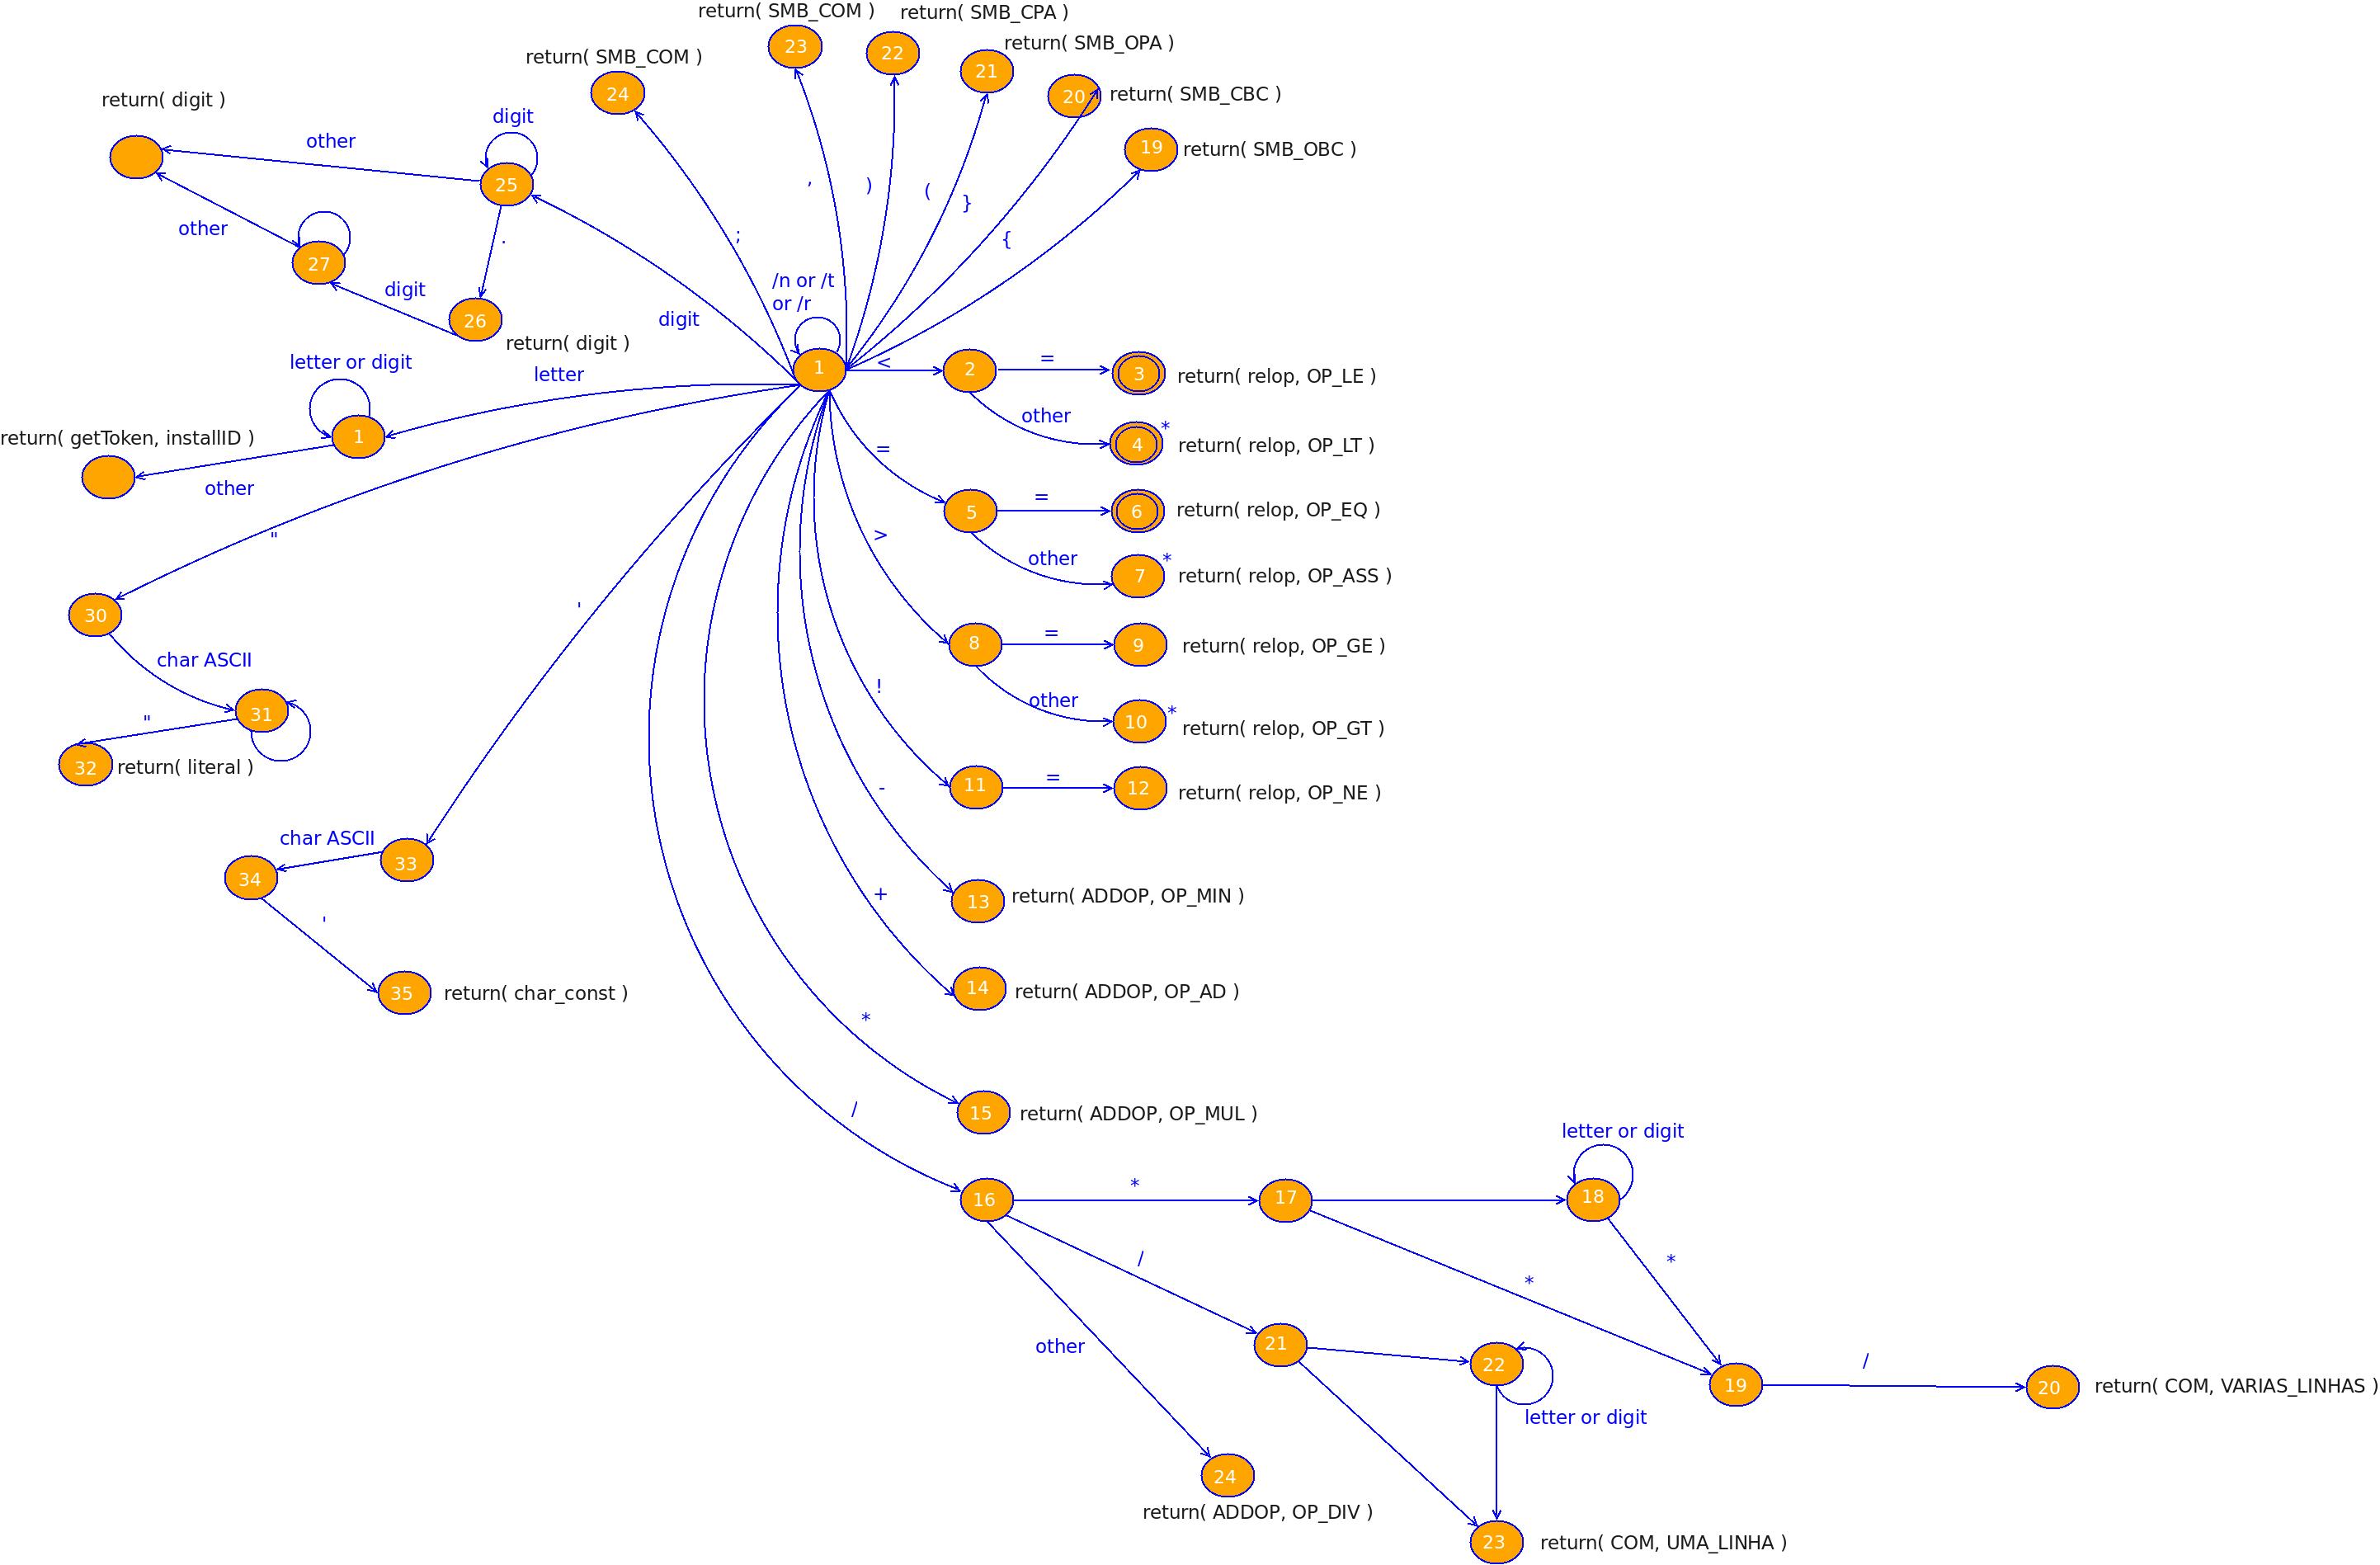 return( SMB_COM )
return( SMB_CPA )
23
return( SMB_OPA )
22
return( SMB_COM )
21
24
20
return( SMB_CBC )
return( digit )
digit
other
19
return( SMB_OBC )
25
,
)
(
}
other
.
;
{
27
/n or /t
or /r
digit
26
digit
return( digit )
letter or digit
letter
1
<
2
=
3
return( relop, OP_LE )
other
*
return( getToken, installID )
1
=
4
return( relop, OP_LT )
other
"
=
5
6
return( relop, OP_EQ )
>
other
*
7
return( relop, OP_ASS )
30
'
=
8
9
return( relop, OP_GE )
char ASCII
!
other
*
31
"
10
return( relop, OP_GT )
32
return( literal )
-
11
=
12
return( relop, OP_NE )
char ASCII
33
34
+
13
return( ADDOP, OP_MIN )
'
35
return( char_const )
14
return( ADDOP, OP_AD )
*
/
15
return( ADDOP, OP_MUL )
letter or digit
16
*
17
18
/
*
*
other
21
22
/
19
20
return( COM, VARIAS_LINHAS )
letter or digit
24
return( ADDOP, OP_DIV )
23
return( COM, UMA_LINHA )